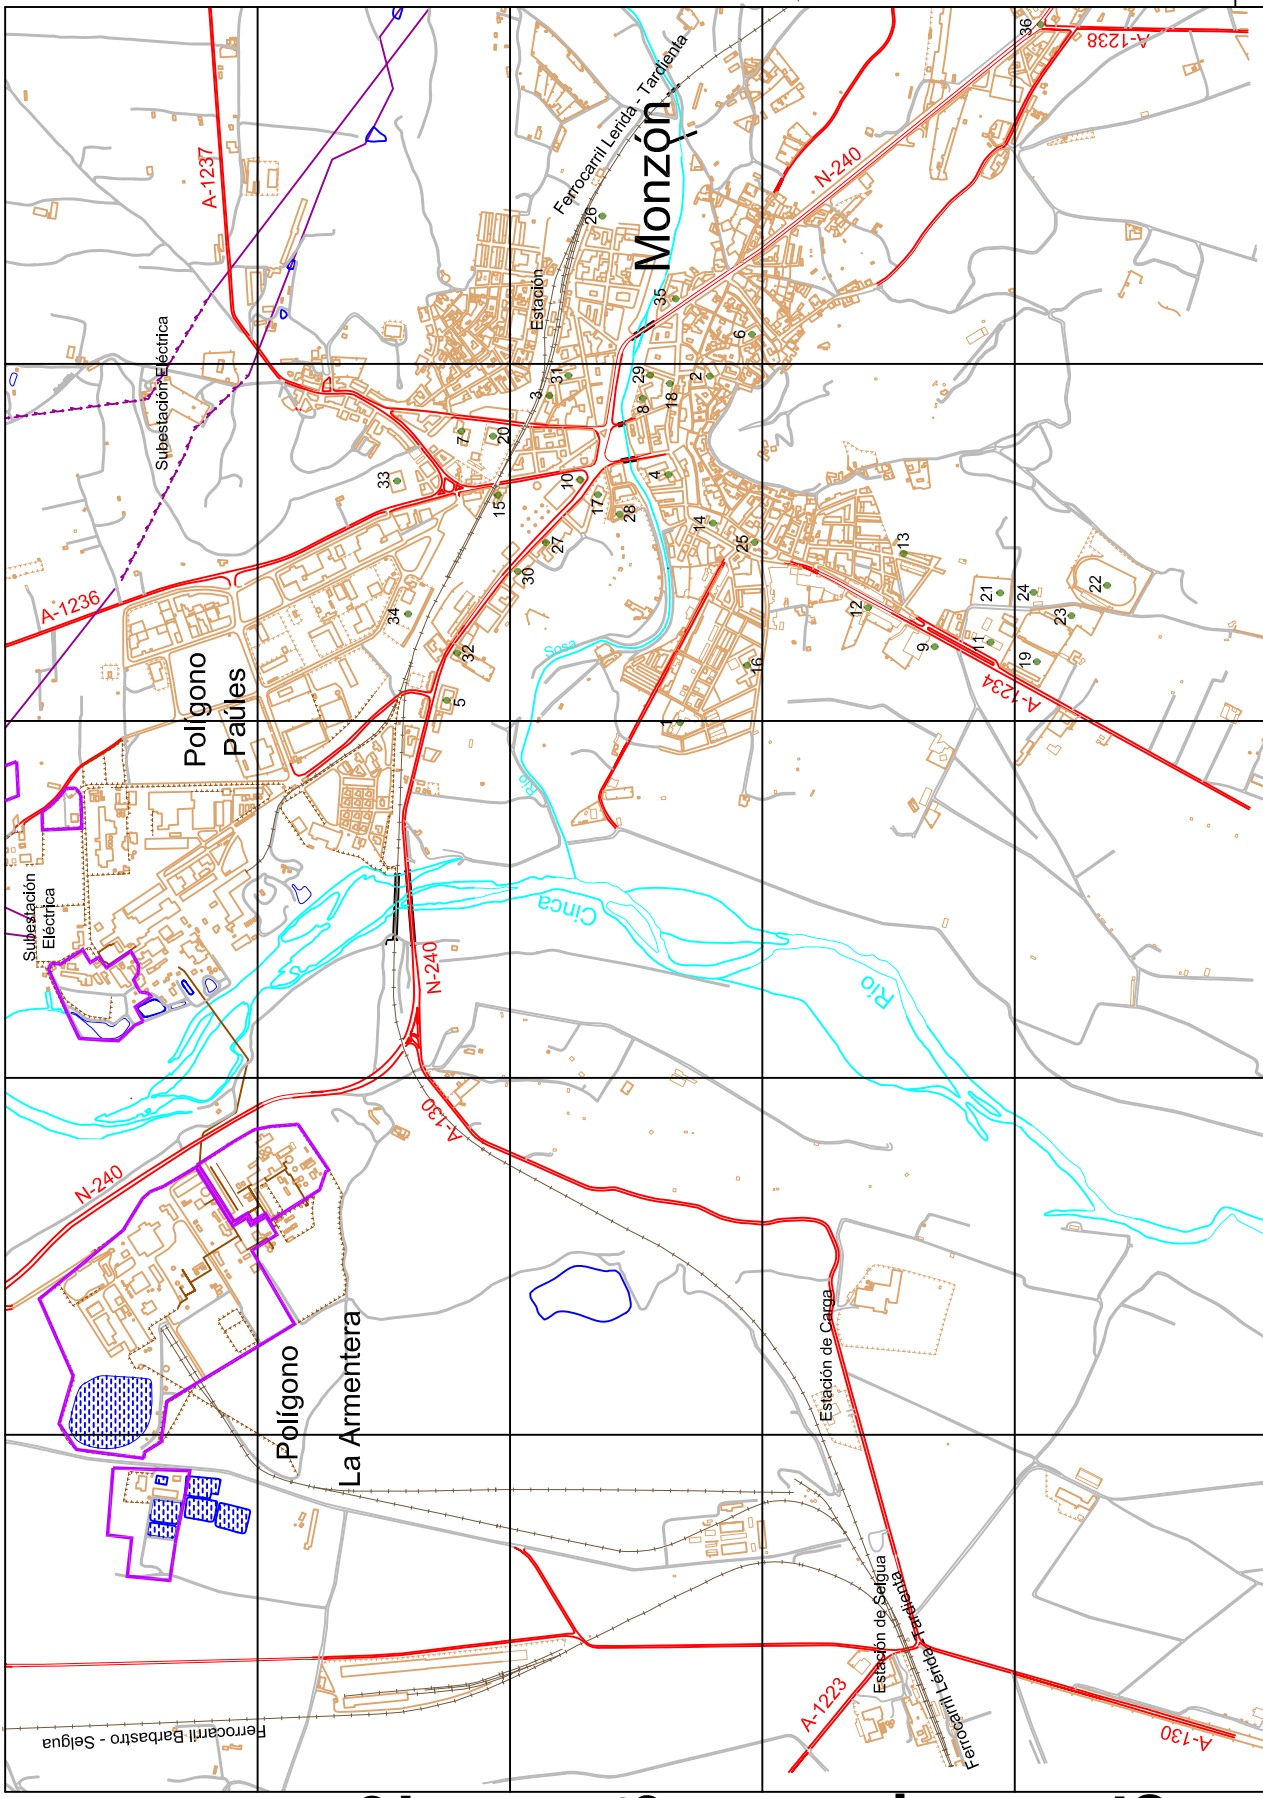 A-1237
A-1238
36
Ferrocarril Lerida - Tardienta
Monzón
N-240
26
Estación
35
6
Subestación Eléctrica
31
3
29
8
18
2
7
20
33
15
10
17
28
4
14
25
27
30
13
A-1236
34
32
5
Sosa
12
9
11
21
24
22
23
19
A-1234
16
1
Polígono
Paúles
Río
Subestación
Eléctrica
Cinca
Río
N-240
A-130
N-240
Polígono
La Armentera
Estación de Carga
Estación de Selgua
Ferrocarril Lérida - Tardienta
A-1223
A-130
Ferrocarril Barbastro - Selgua